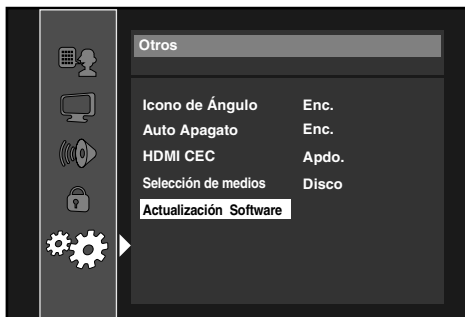 Otros
Icono de Ángulo Enc.
Auto Apagato Enc.
HDMI CEC Apdo.
Selección de medios Disco
Actualización Software